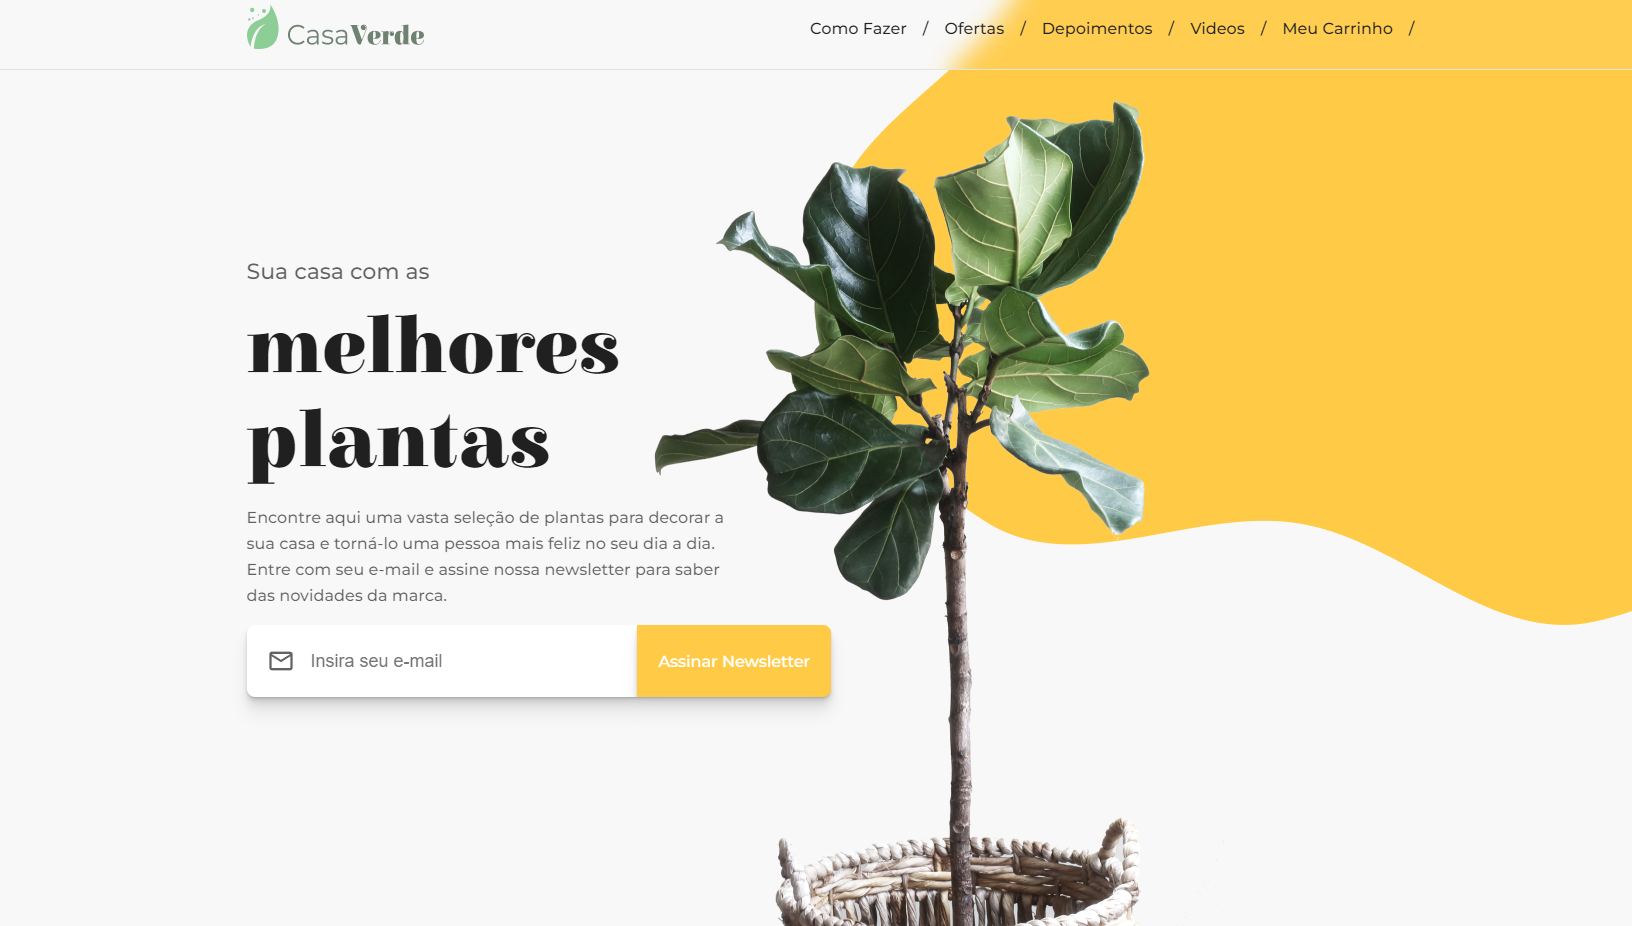 CasaVerde
Como Fazer / Ofertas / Depoimentos / Videos / Meu Carrinho /
Sua casa com as
melhores
plantas
Encontre aqui uma vasta seleção de plantas para decorar a
sua casa e torná-lo uma pessoa mais feliz no seu dia a dia.
Entre com seu e-mail e assine nossa newsletter para saber
das novidades da marca.
Insira seu e-mail
Assinar Newsletter